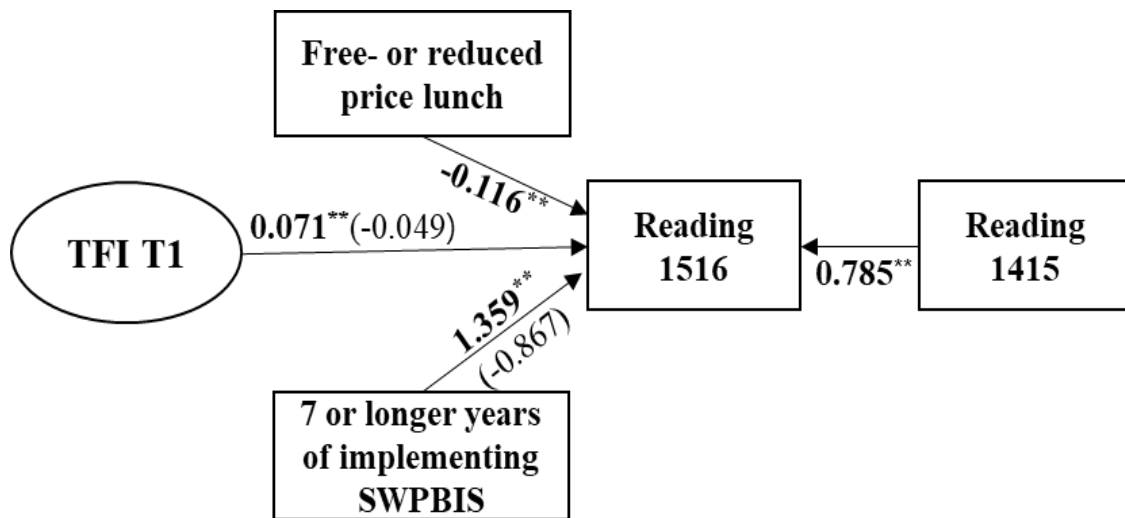 Free- or reduced
price lunch
-0.116**
TFI T1
0.071**(-0.049)
Reading
1516
0.785**
Reading
1415
1.359**
(-0.867)
7 or longer years
of implementing
SWPBIS